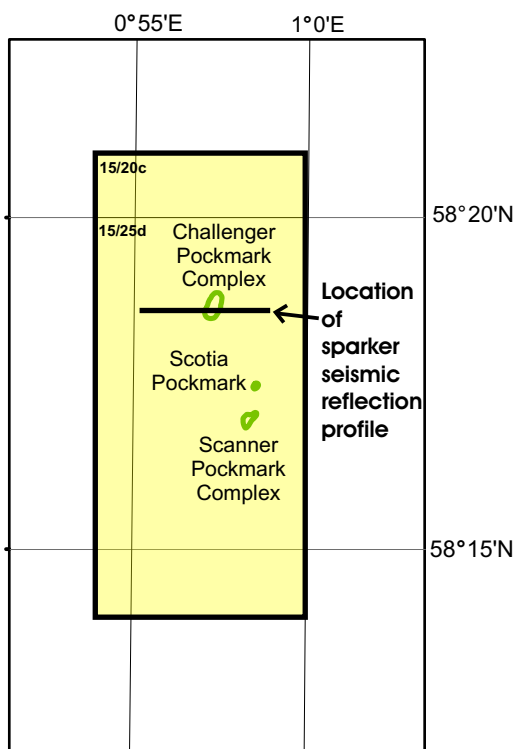 0°55'E
1°0'E
15/20c
58°20'N
15/25d
Challenger
Pockmark
Complex
Location
of
sparker
seismic
reflection
profile
Scotia
Pockmark
Scanner
Pockmark
Complex
58°15'N